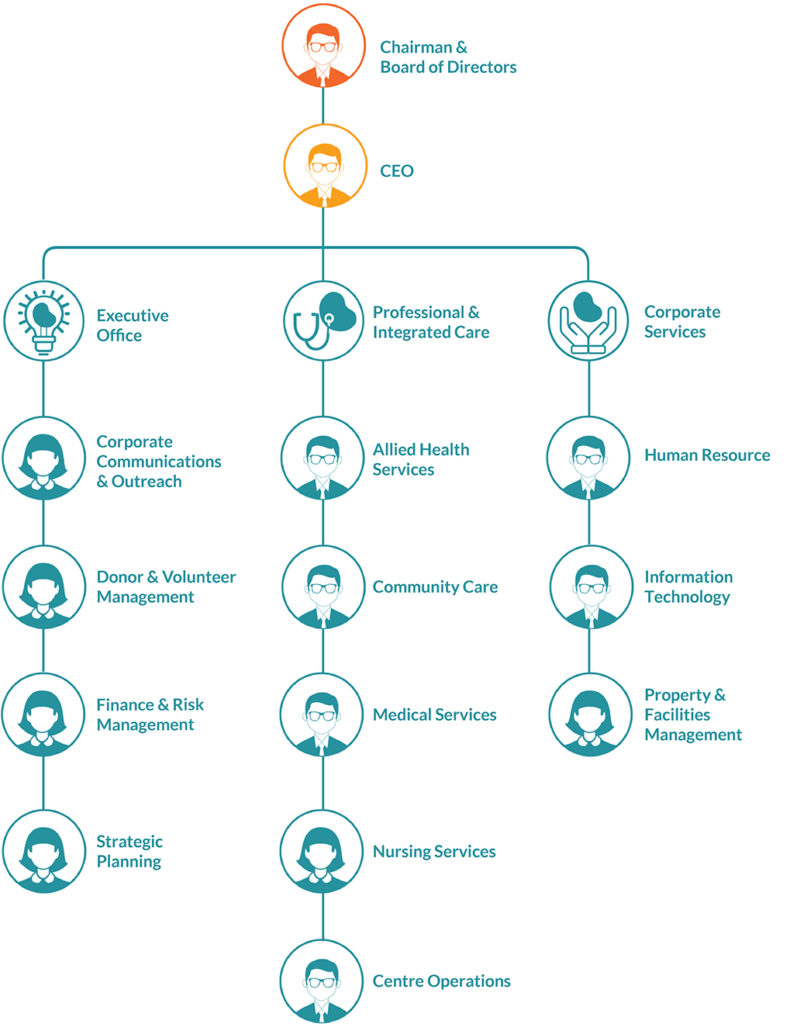 Chairman &
Board of Directors
CEO
Executive
Office
Professional &
Integrated Care
Corporate
Services
Corporate
Communications
& Outreach
Allied Health
Services
Human Resource
Donor & Volunteer
Management
Community Care
Information
Technology
Finance & Risk
Management
Medical Services
Property &
Facilities
Management
Strategic
Planning
Nursing Services
Centre Operations